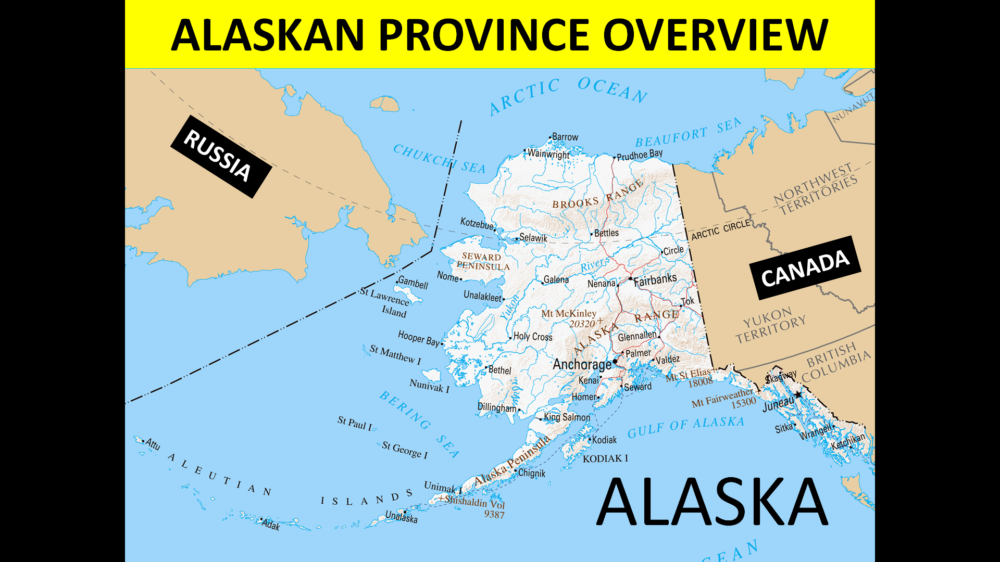 ALASKAN PROVINCE OVERVIEW
ARCTIC OCEAN
NUNAVUT
BEAUFORT SEA
CHUKCHI SEA
RUSSIA
Barrow
Wainwright
Prudhoe Bay
BROOKS RANGE
NORTHWEST
TERRITORIES
Kotzebue
Selawik
Bettles
ARCTIC CIRCLE
SEWARD
PENINSULA
Circle
River
CANADA
Nome
Gambell
Galena
Nenana
Fairbanks
St Lawrence
Island
Unalakleet
Yukon
Tok
Mt McKinley
20320
ALASKA RANGE
YUKON
TERRITORY
Hooper Bay
Holy Cross
Glennallen
St Matthew I
Palmer
Anchorage
Valdez
BRITISH
COLUMBIA
Bethel
Nunivak I
Kenai
Seward
Mt St Elias
18008
Skagway
Homer
Mt Fairweather
15300
Juneau
BERING SEA
Dillingham
King Salmon
St Paul I
GULF OF ALASKA
Sitka
Wrangell
Ketchikan
Kodiak
KODIAK I
St George I
Attu
Alaska Peninsula
Chignik
ALEUTIAN ISLANDS
Unimak I
Shishaldin Vol
9387
Unalaska
Adak
ALASKA